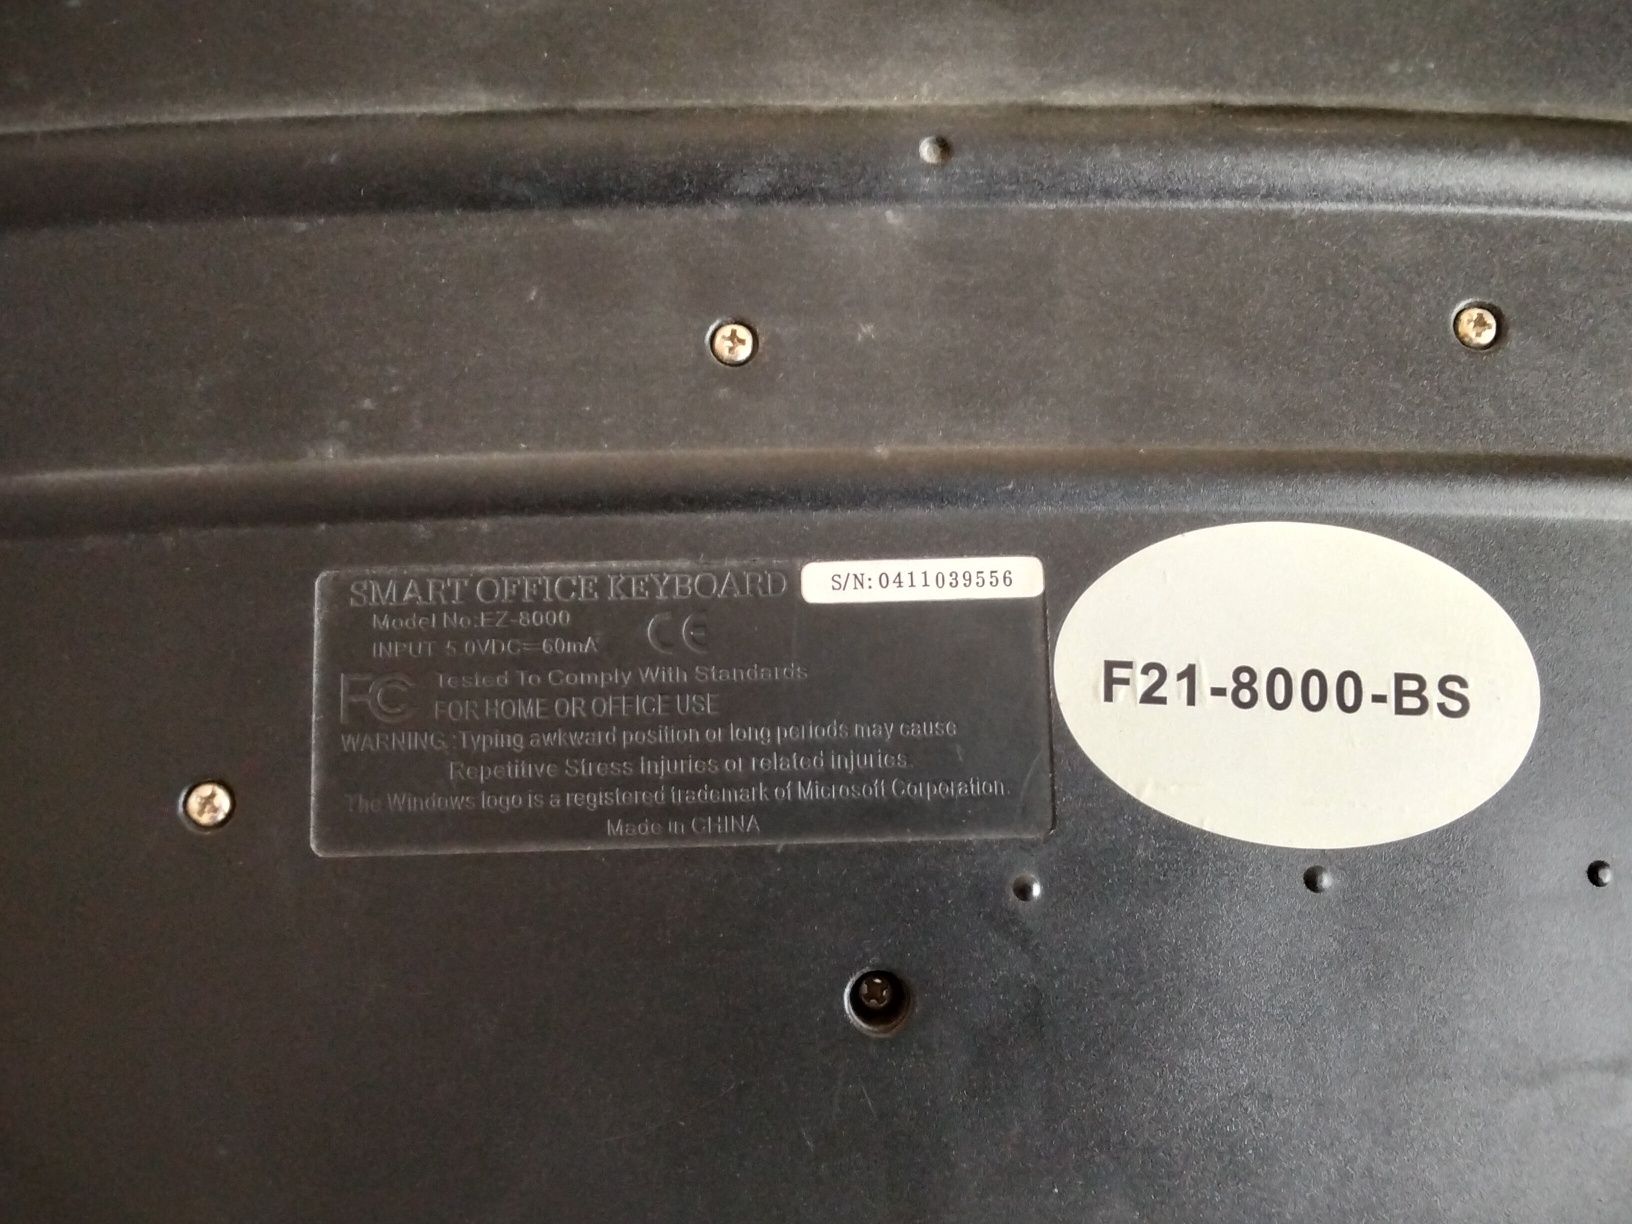 SMART OFFICE KEYBOARD
S/N: 0411039556
Model No:EZ-8000
INPUT 5.0VDC=60mA
CE
FC
Tested To Comply With Standards
FOR HOME OR OFFICE USE
WARNING :Typing awkward position or long periods may cause
Repetitive Stress Injuries or related injuries.
The Windows logo is a registered trademark of Microsoft Corporation.
Made in CHINA
F21-8000-BS